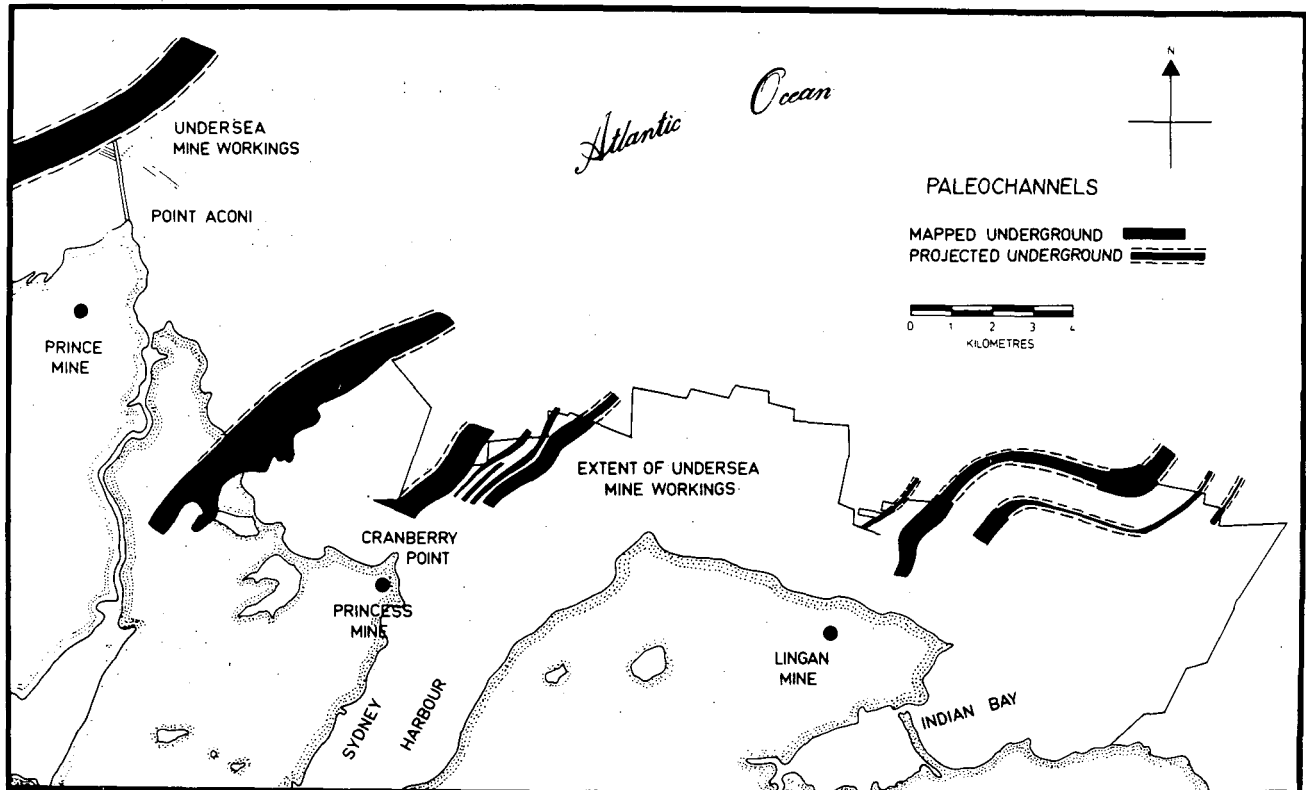 Atlantic Ocean
N
UNDERSEA
MINE WORKINGS
PALEOCHANNELS
POINT ACONI
MAPPED UNDERGROUND
PROJECTED UNDERGROUND
0 1 2 3 4
KILOMETRES
PRINCE
MINE
EXTENT OF UNDERSEA
MINE WORKINGS
CRANBERRY
POINT
PRINCESS
MINE
LINGAN
MINE
SYDNEY
HARBOUR
INDIAN BAY